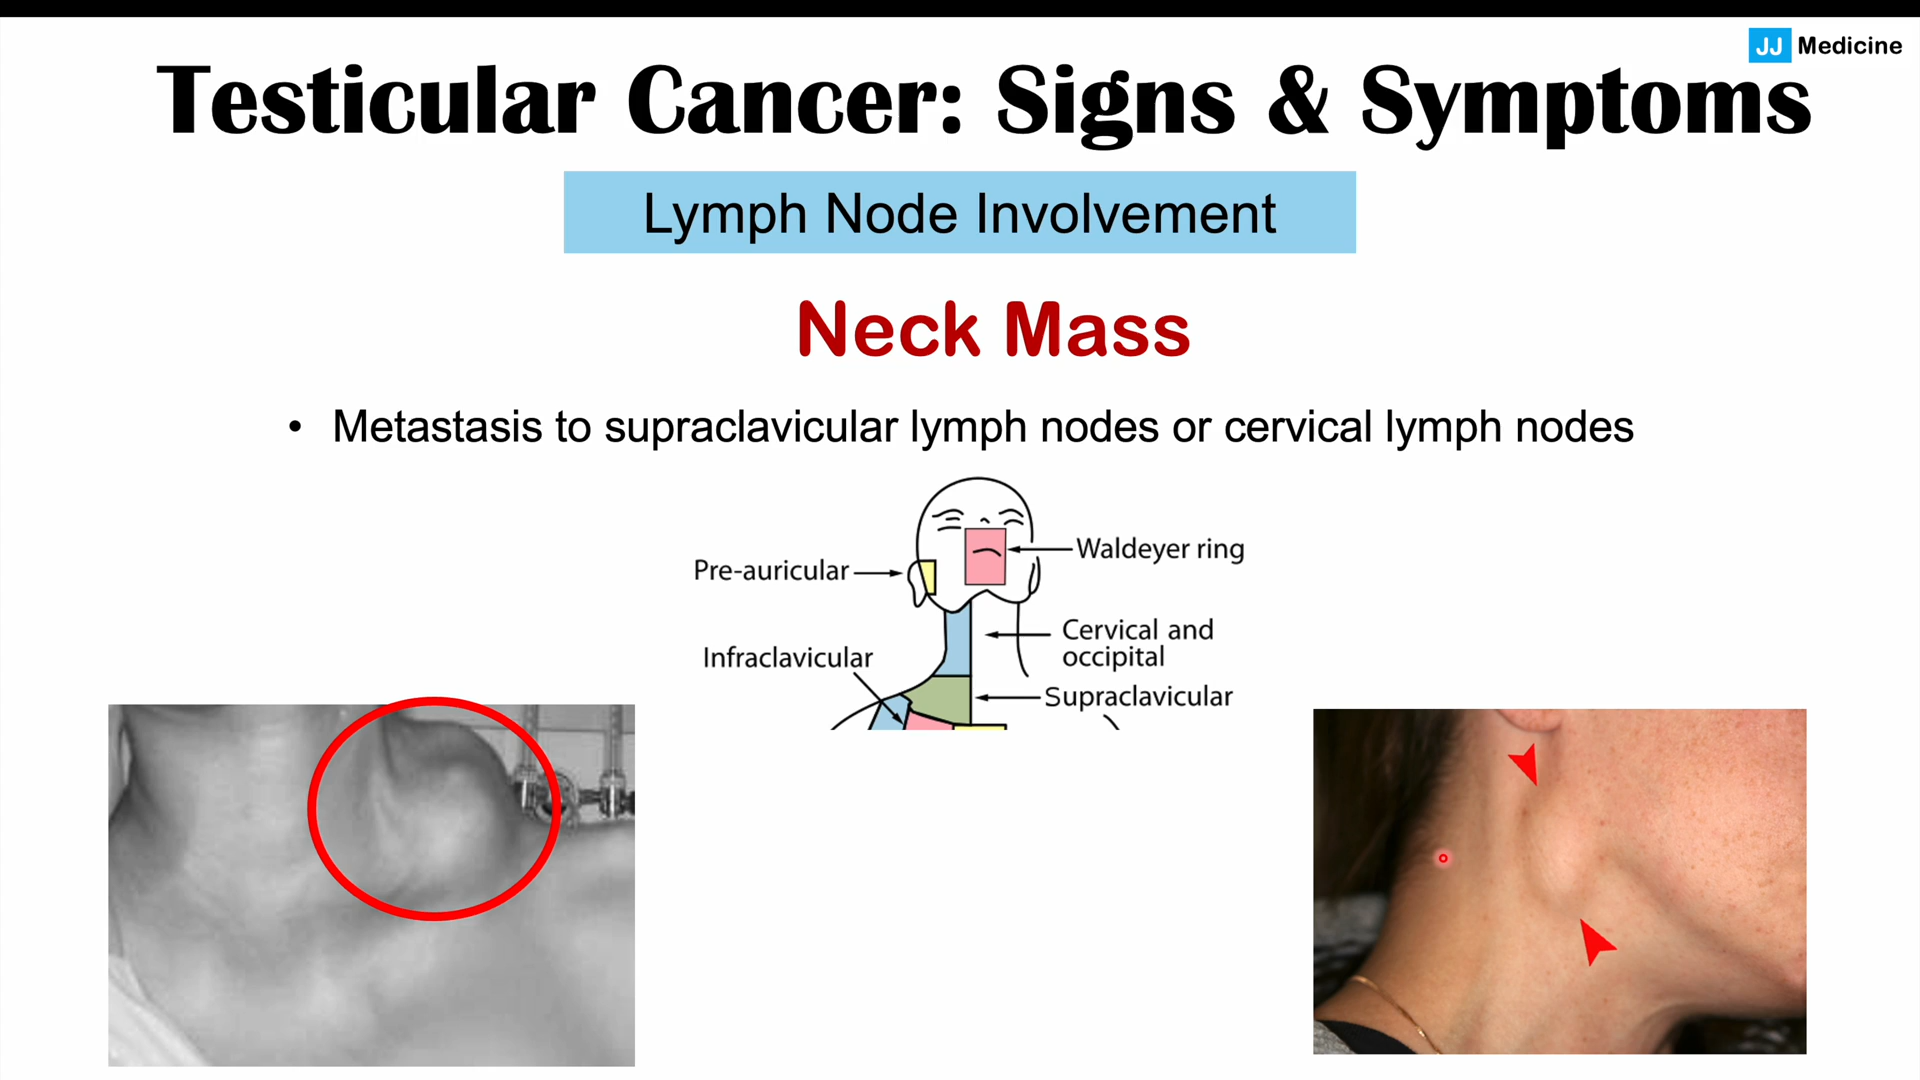 JJ Medicine
Testicular Cancer: Signs & Symptoms
Lymph Node Involvement
Neck Mass
• Metastasis to supraclavicular lymph nodes or cervical lymph nodes
Waldeyer ring
Pre-auricular
Cervical and
occipital
Infraclavicular
Supraclavicular